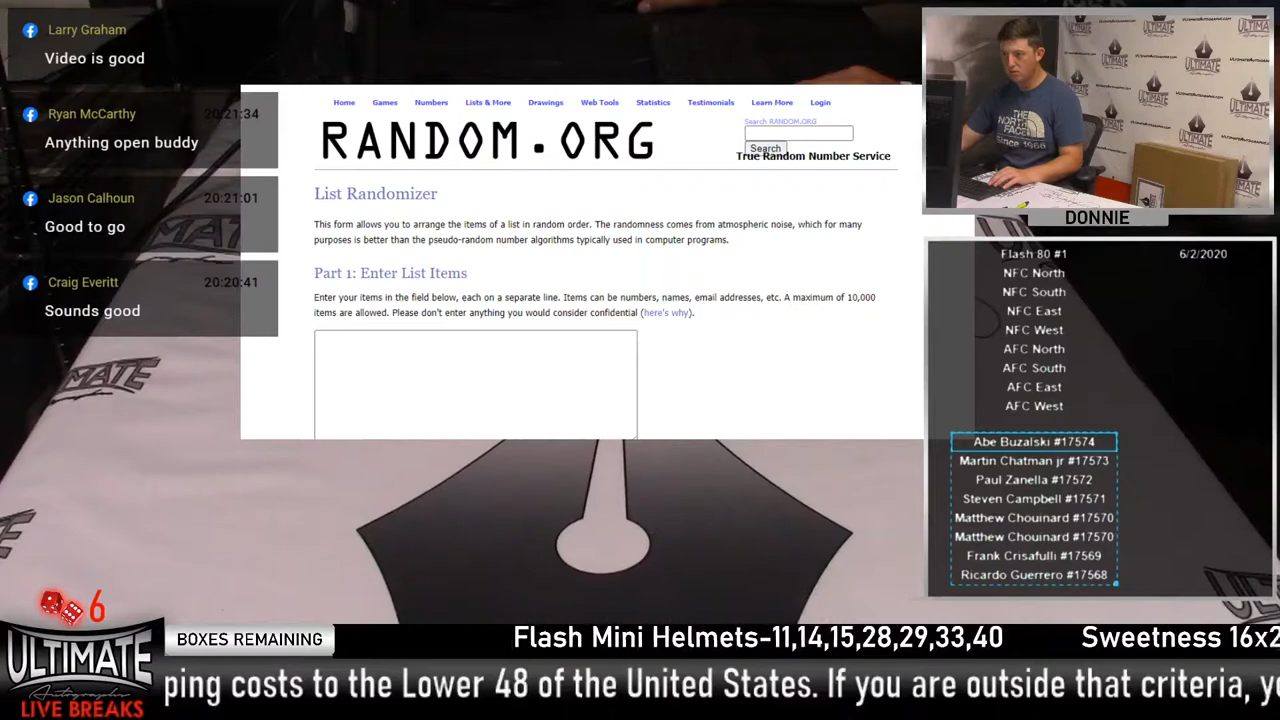 Larry Graham
Video is good
Ryan McCarthy 20:21:34
Anything open buddy
Jason Calhoun 20:21:01
Good to go
Craig Everitt 20:20:41
Sounds good
Home Games Numbers Lists & More Drawings Web Tools Statistics Testimonials Learn More Login
RANDOM.ORG
Search RANDOM.ORG
Search
True Random Number Service
List Randomizer
This form allows you to arrange the items of a list in random order. The randomness comes from atmospheric noise, which for many
purposes is better than the pseudo-random number algorithms typically used in computer programs.
Part 1: Enter List Items
Enter your items in the field below, each on a separate line. Items can be numbers, names, email addresses, etc. A maximum of 10,000
items are allowed. Please don't enter anything you would consider confidential (here's why).
ULTIMATE
THE NORTH FACE
since 1966
DONNIE
Flash 80 #1 6/2/2020
NFC North
NFC South
NFC East
NFC West
AFC North
AFC South
AFC East
AFC West
Abe Buzalski #17574
Martin Chatman jr #17573
Paul Zanella #17572
Steven Campbell #17571
Matthew Chouinard #17570
Matthew Chouinard #17570
Frank Crisafulli #17569
Ricardo Guerrero #17568
6
ULTIMATE
Autographs
LIVE BREAKS
BOXES REMAINING
Flash Mini Helmets-11,14,15,28,29,33,40 Sweetness 16x2
ping costs to the Lower 48 of the United States. If you are outside that criteria, yo